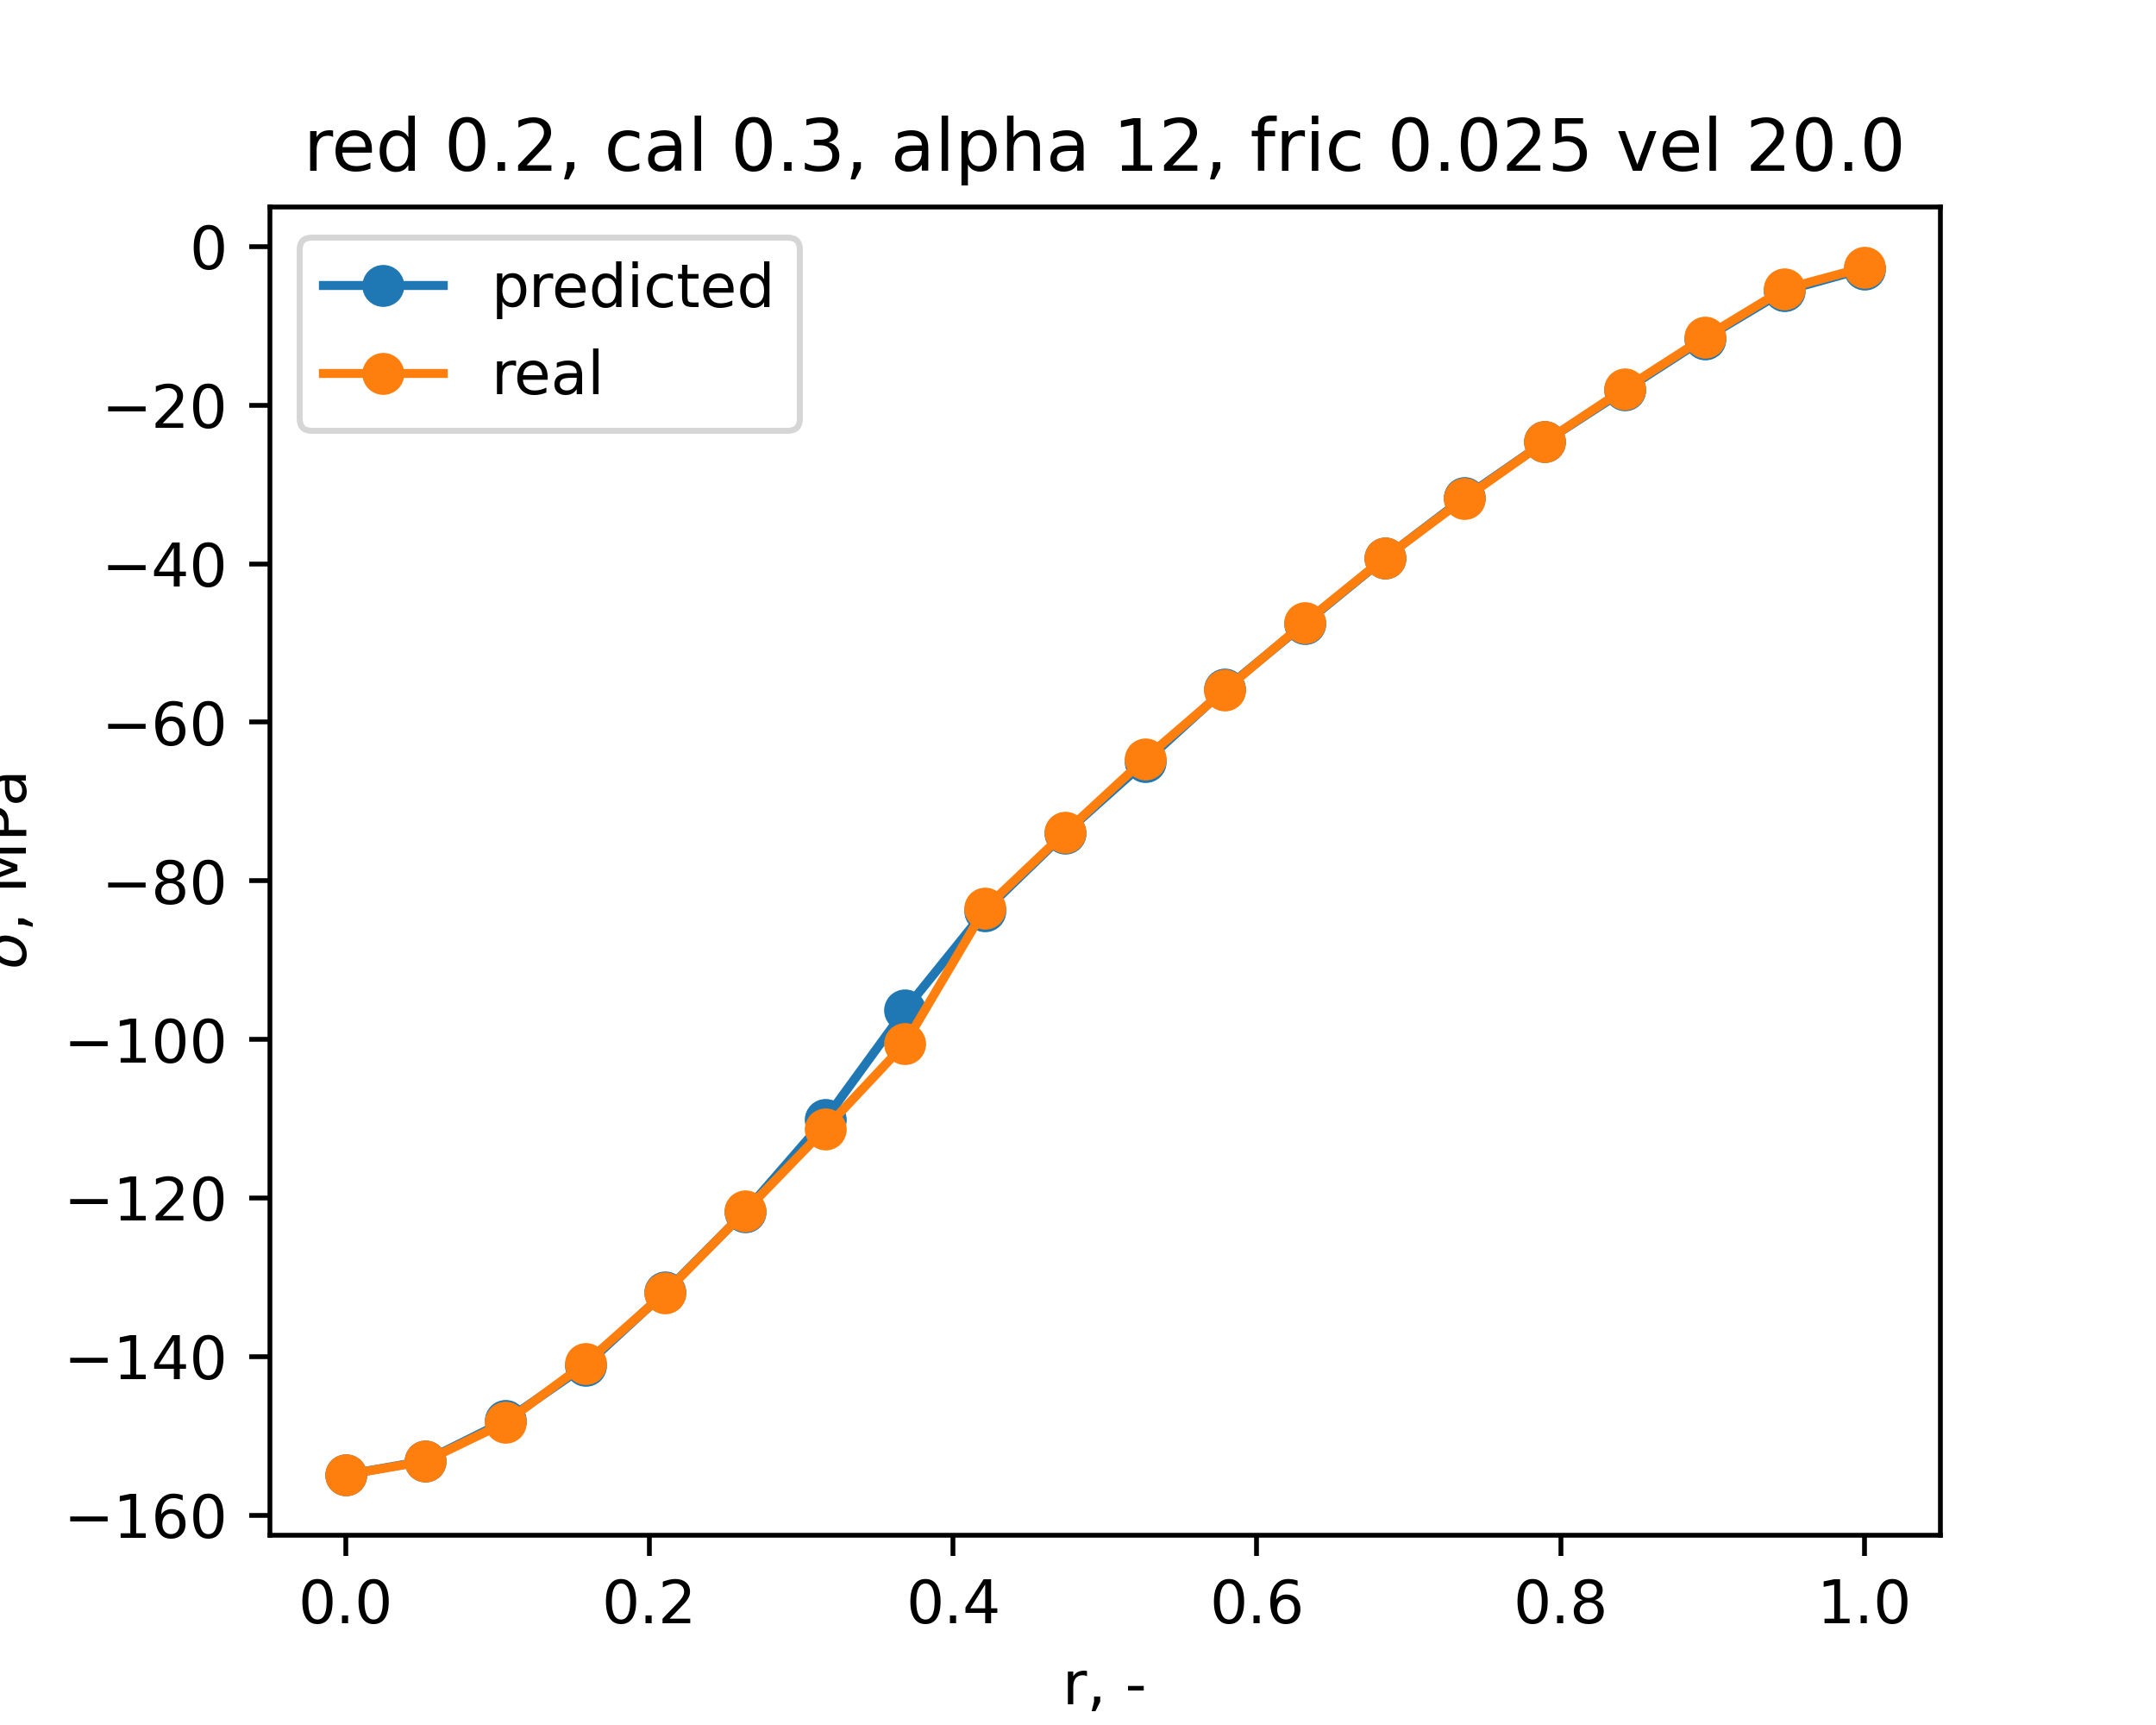 red 0.2, cal 0.3, alpha 12, fric 0.025 vel 20.0
predicted
real
0
−20
−40
−60
−80
−100
−120
−140
−160
, MPa
0.0 0.2 0.4 0.6 0.8 1.0
r, -